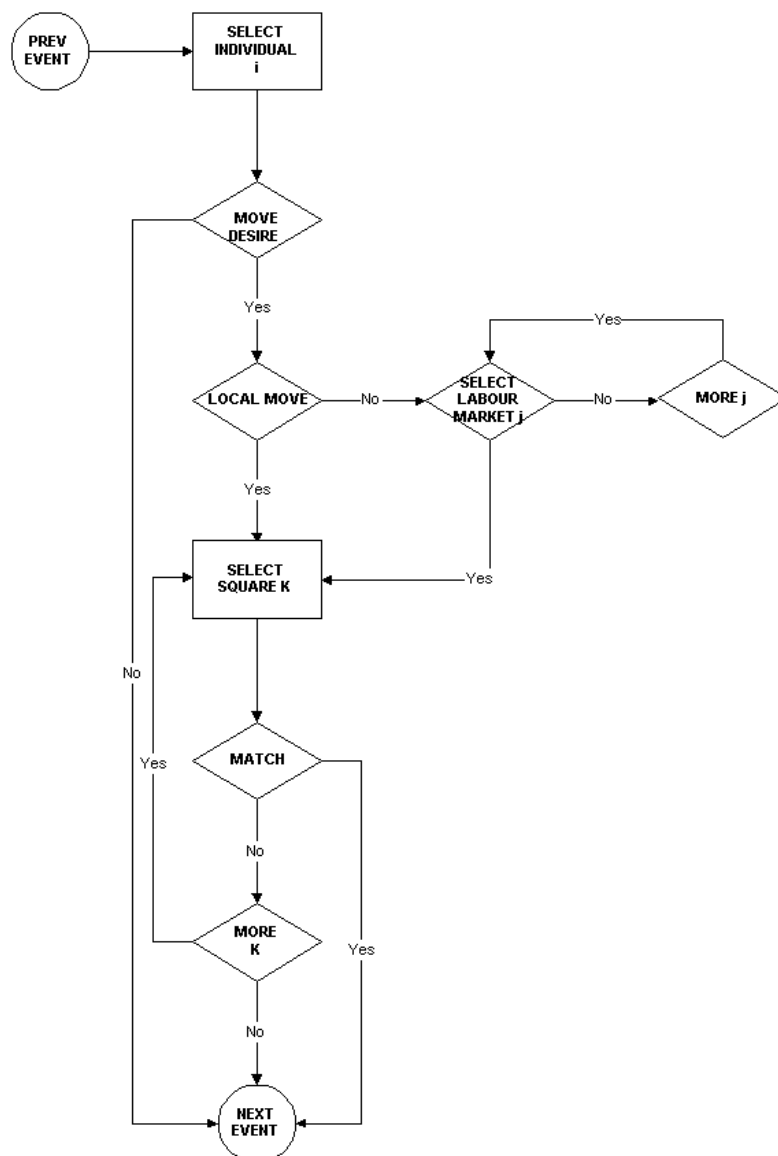 PREV
EVENT
SELECT
INDIVIDUAL
i
MOVE
DESIRE
Yes
Yes
LOCAL MOVE
No
SELECT
LABOUR
MARKET j
No
MORE j
Yes
Yes
SELECT
SQUARE K
No
MATCH
Yes
No
MORE
K
Yes
No
NEXT
EVENT